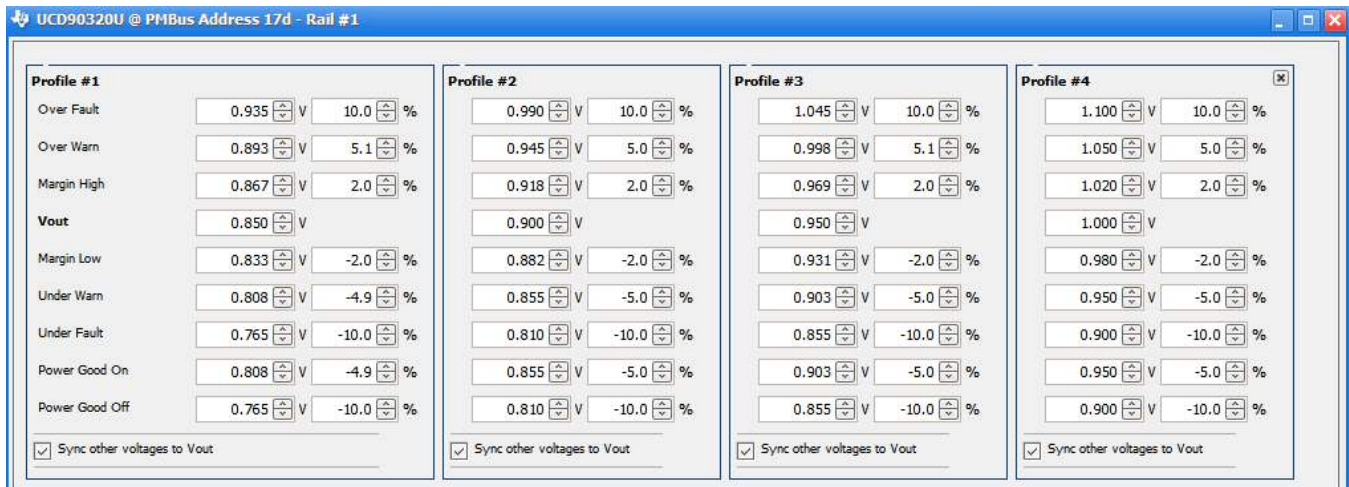 UCD90320U @ PMBus Address 17d - Rail #1
Profile #1 Profile #2 Profile #3 Profile #4
Over Fault 0.935 V 10.0 % 0.990 V 10.0 % 1.045 V 10.0 % 1.100 V 10.0 %
Over Warn 0.893 V 5.1 % 0.945 V 5.0 % 0.998 V 5.1 % 1.050 V 5.0 %
Margin High 0.867 V 2.0 % 0.918 V 2.0 % 0.969 V 2.0 % 1.020 V 2.0 %
Vout 0.850 V 0.900 V 0.950 V 1.000 V
Margin Low 0.833 V -2.0 % 0.882 V -2.0 % 0.931 V -2.0 % 0.980 V -2.0 %
Under Warn 0.808 V -4.9 % 0.855 V -5.0 % 0.903 V -5.0 % 0.950 V -5.0 %
Under Fault 0.765 V -10.0 % 0.810 V -10.0 % 0.855 V -10.0 % 0.900 V -10.0 %
Power Good On 0.808 V -4.9 % 0.855 V -5.0 % 0.903 V -5.0 % 0.950 V -5.0 %
Power Good Off 0.765 V -10.0 % 0.810 V -10.0 % 0.855 V -10.0 % 0.900 V -10.0 %
Sync other voltages to Vout Sync other voltages to Vout Sync other voltages to Vout Sync other voltages to Vout